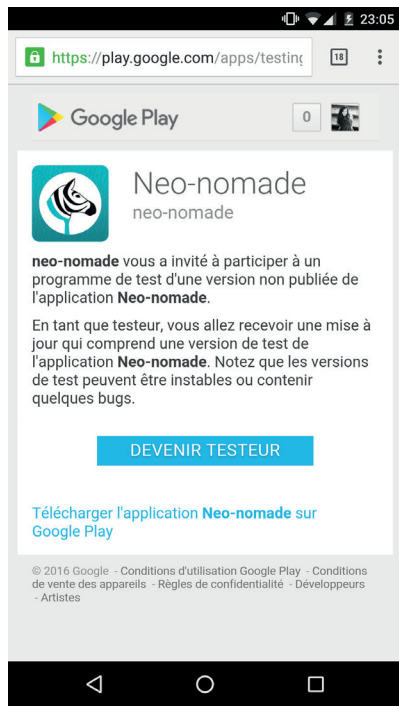 23:05
https://play.google.com/apps/testing
18
Google Play
0
Neo-nomade
neo-nomade
neo-nomade vous a invité à participer à un
programme de test d'une version non publiée de
l'application Neo-nomade.
En tant que testeur, vous allez recevoir une mise à
jour qui comprend une version de test de
l'application Neo-nomade. Notez que les versions
de test peuvent être instables ou contenir
quelques bugs.
DEVENIR TESTEUR
Télécharger l'application Neo-nomade sur
Google Play
© 2016 Google - Conditions d'utilisation Google Play - Conditions
de vente des appareils - Règles de confidentialité - Développeurs
- Artistes